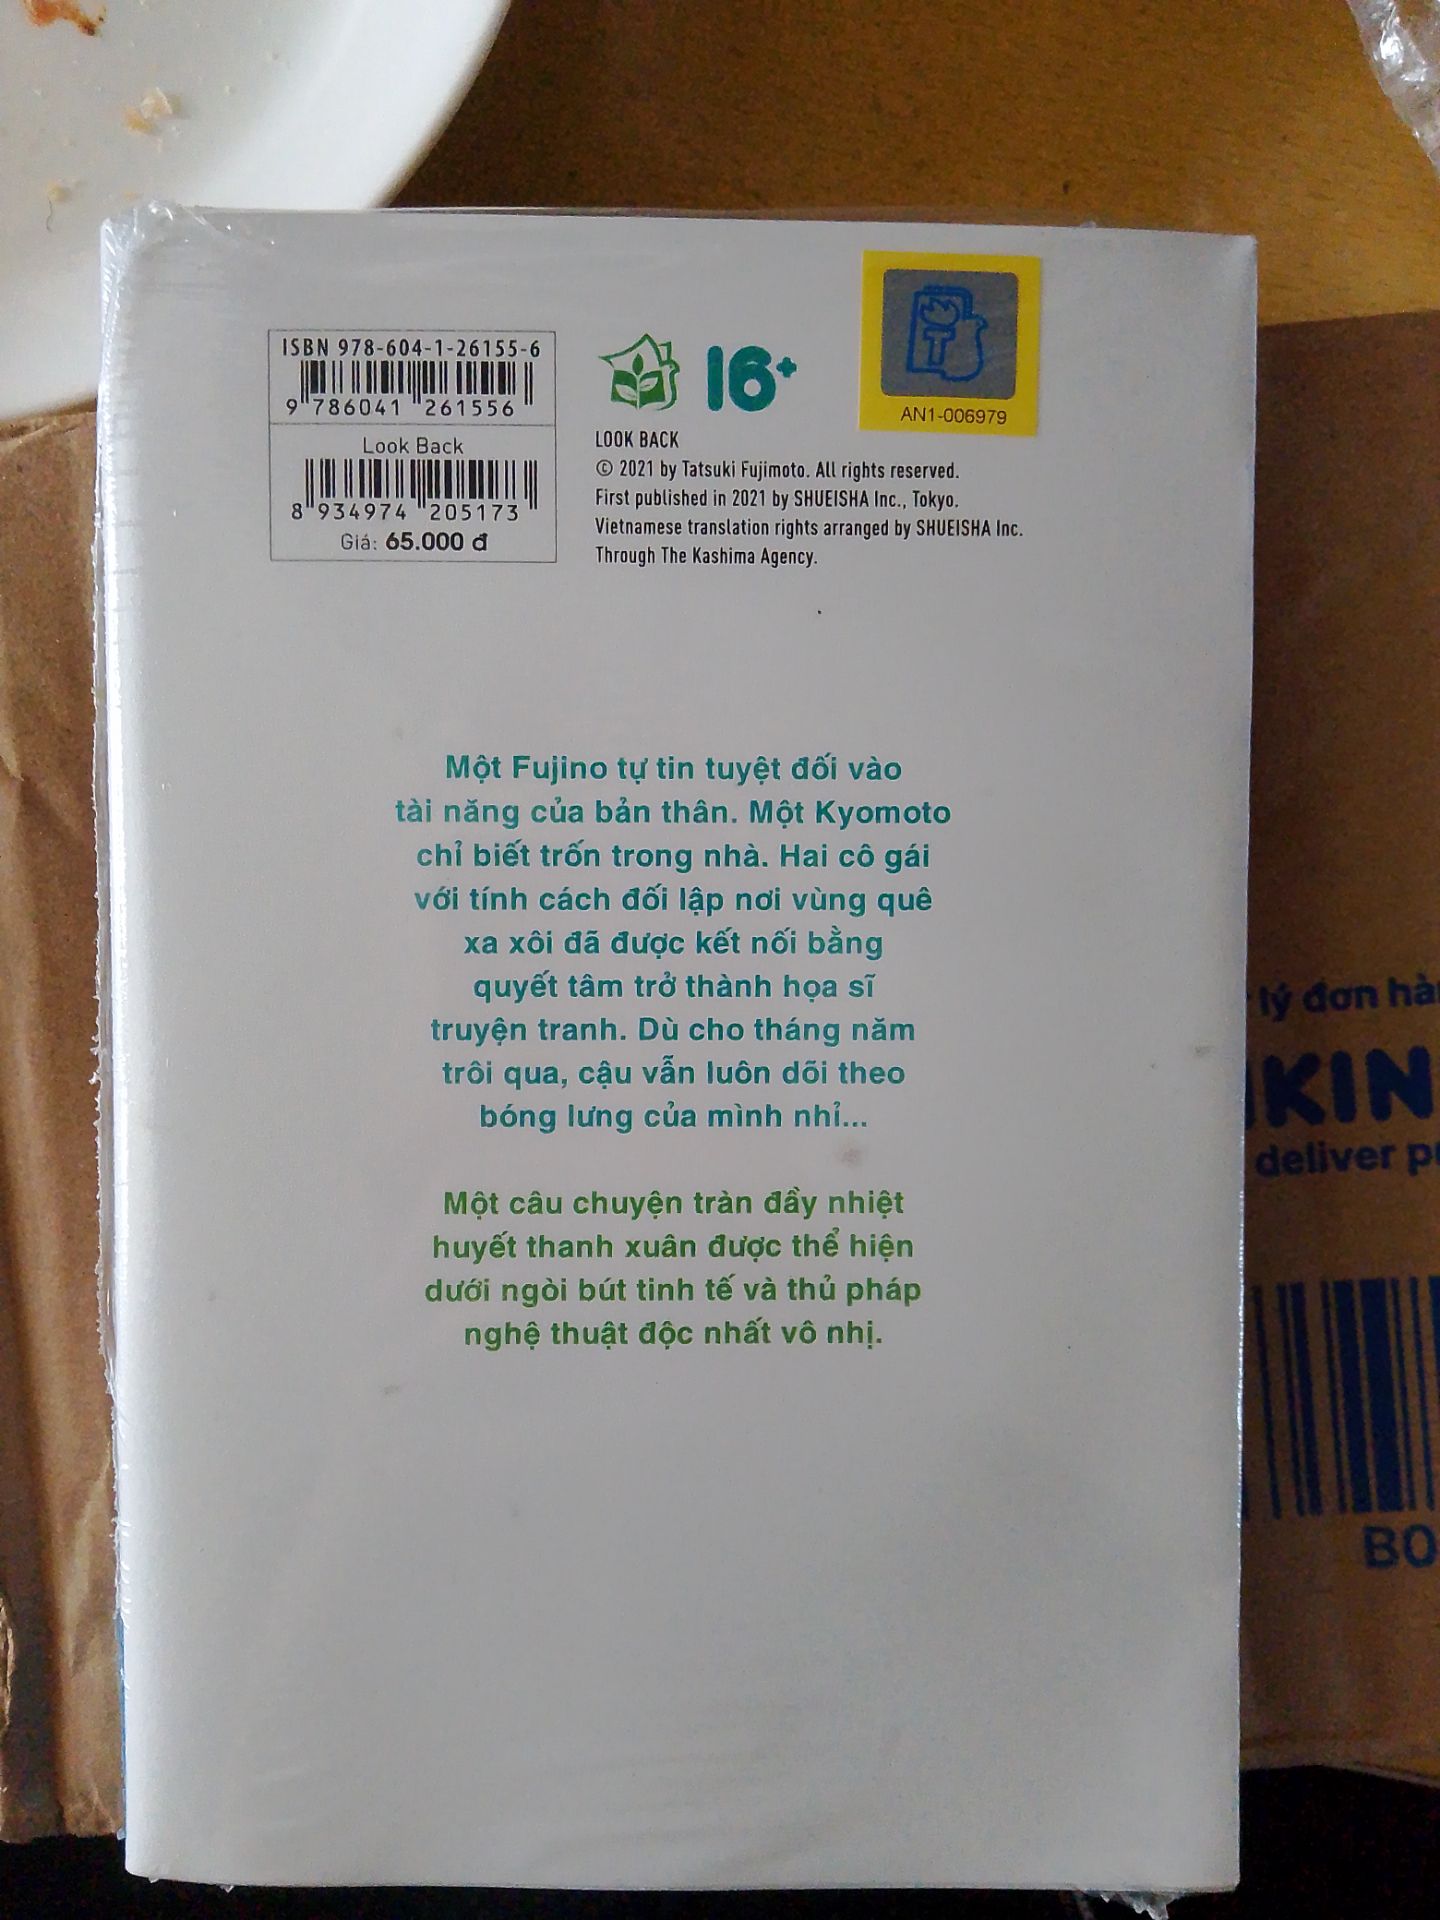 ISBN 978-604-1-26155-6
9 786041 261556
Look Back
8 934974 205173
Giá: 65.000 đ
16+
T
AN1-006979
LOOK BACK
© 2021 by Tatsuki Fujimoto. All rights reserved.
First published in 2021 by SHUEISHA Inc., Tokyo.
Vietnamese translation rights arranged by SHUEISHA Inc.
Through The Kashima Agency.
Một Fujino tự tin tuyệt đối vào
tài năng của bản thân. Một Kyomoto
chỉ biết trốn trong nhà. Hai cô gái
với tính cách đối lập nơi vùng quê
xa xôi đã được kết nối bằng
quyết tâm trở thành họa sĩ
truyện tranh. Dù cho tháng năm
trôi qua, cậu vẫn luôn dõi theo
bóng lưng của mình nhỉ...
Một câu chuyện tràn đầy nhiệt
huyết thanh xuân được thể hiện
dưới ngòi bút tinh tế và thủ pháp
nghệ thuật độc nhất vô nhị.
lý đơn
deliver